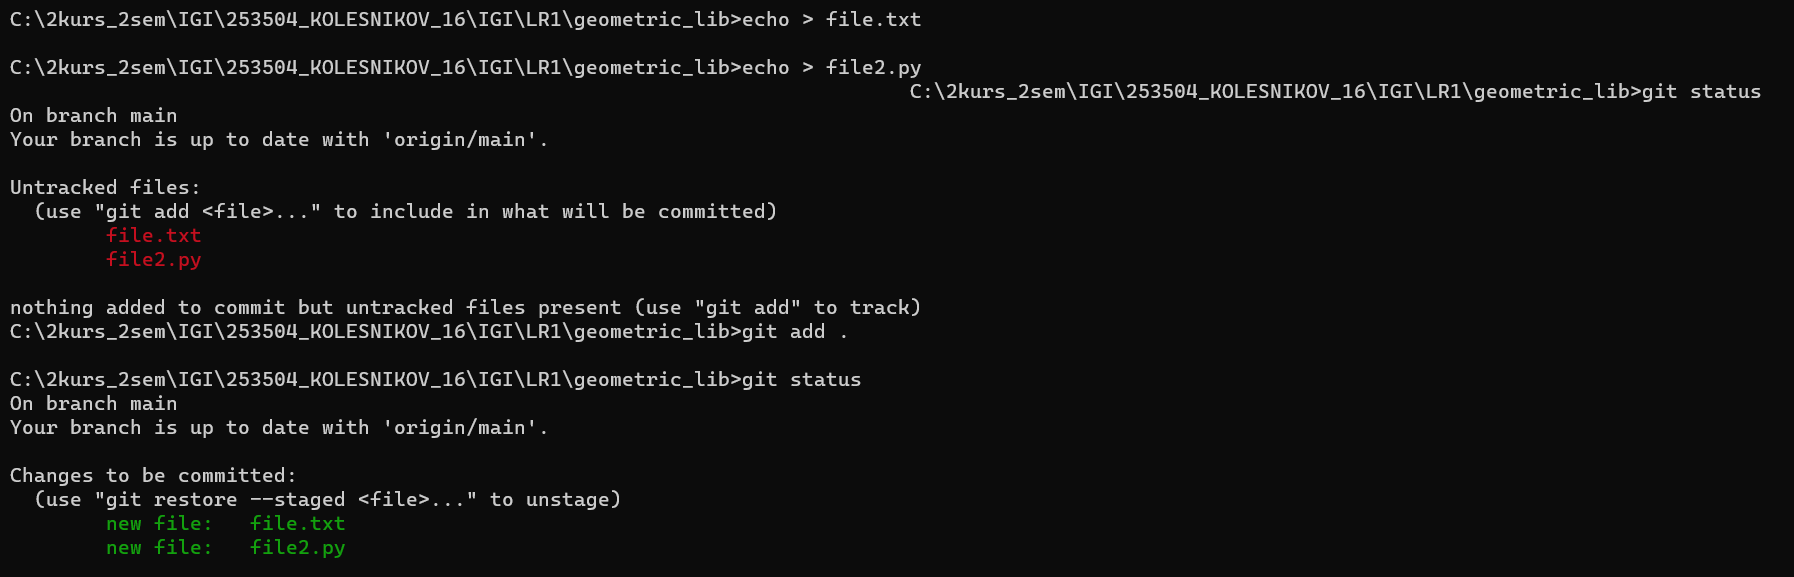 C:\2kurs_2sem\IGI\253504_KOLESNIKOV_16\IGI\LR1\geometric_lib>echo > file.txt
C:\2kurs_2sem\IGI\253504_KOLESNIKOV_16\IGI\LR1\geometric_lib>echo > file2.py
C:\2kurs_2sem\IGI\253504_KOLESNIKOV_16\IGI\LR1\geometric_lib>git status
On branch main
Your branch is up to date with 'origin/main'.
Untracked files:
(use "git add <file>..." to include in what will be committed)
file.txt
file2.py
nothing added to commit but untracked files present (use "git add" to track)
C:\2kurs_2sem\IGI\253504_KOLESNIKOV_16\IGI\LR1\geometric_lib>git add .
C:\2kurs_2sem\IGI\253504_KOLESNIKOV_16\IGI\LR1\geometric_lib>git status
On branch main
Your branch is up to date with 'origin/main'.
Changes to be committed:
(use "git restore --staged <file>..." to unstage)
new file:   file.txt
new file:   file2.py